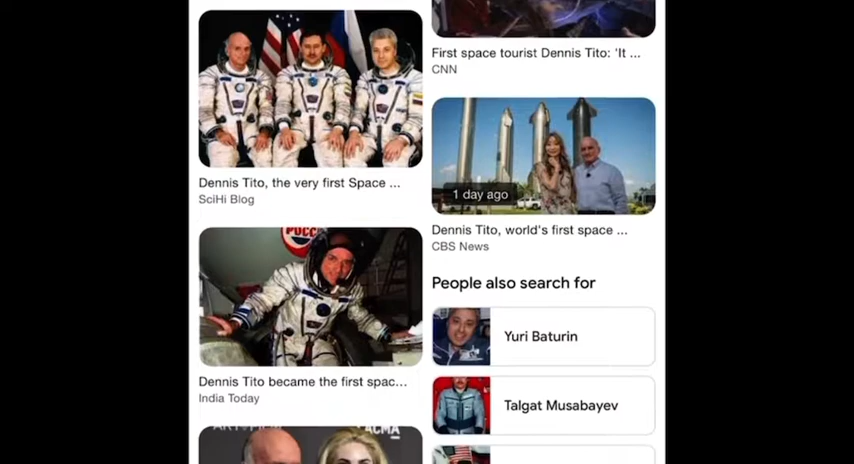 Dennis Tito, the very first Space ...
SciHi Blog
РОСС
Dennis Tito became the first spac...
India Today
ACMA
First space tourist Dennis Tito: 'It ...
CNN
1 day ago
Dennis Tito, world's first space ...
CBS News
People also search for
Yuri Baturin
Talgat Musabayev